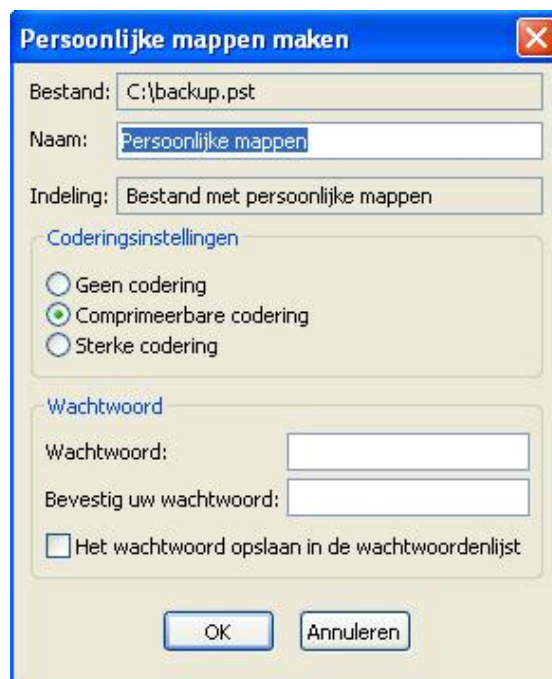 Persoonlijke mappen maken
Bestand: C:\backup.pst
Naam: Persoonlijke mappen
Indeling: Bestand met persoonlijke mappen
Coderingsinstellingen
Geen codering
Comprimeerbare codering
Sterke codering
Wachtwoord
Wachtwoord:
Bevestig uw wachtwoord:
Het wachtwoord opslaan in de wachtwoordenlijst
OK Annuleren